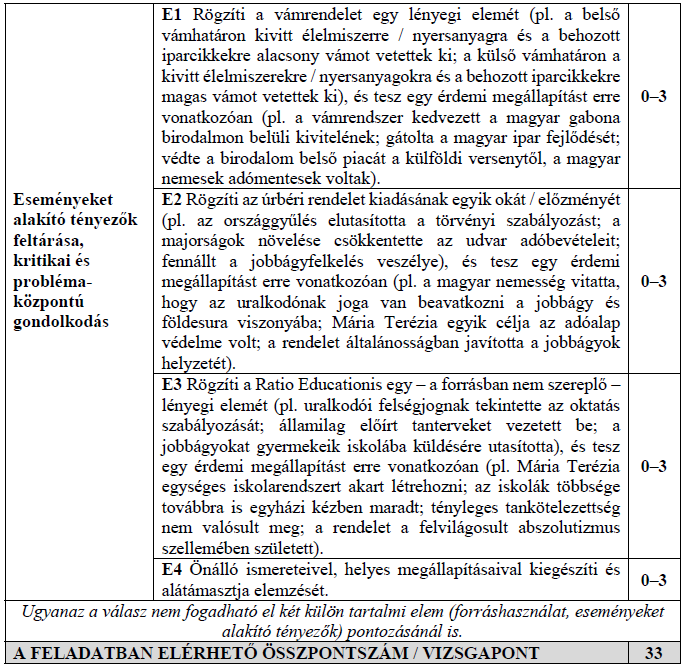 E1 Rögzíti a vámrendelet egy lényegi elemét (pl. a belső
vámhatáron kivitt élelmiszerre / nyersanyagra és a behozott
iparcikkekre alacsony vámot vetettek ki; a külső vámhatáron a
kivitt élelmiszerekre / nyersanyagokra és a behozott iparcikkekre
magas vámot vetettek ki), és tesz egy érdemi megállapítást erre
vonatkozóan (pl. a vámrendszer kedvezett a magyar gabona
birodalmon belüli kivitelének; gátolta a magyar ipar fejlődését;
védte a birodalom belső piacát a külföldi versenytől, a magyar
nemesek adómentesek voltak).
0–3
Eseményeket
alakító tényezők
feltárása,
kritikai és
probléma-
központú
gondolkodás
E2 Rögzíti az úrbéri rendelet kiadásának egyik okát / előzményét
(pl. az országgyűlés elutasította a törvényi szabályozást; a
majorságok növelése csökkentette az udvar adóbevételeit;
fennállt a jobbágyfelkelés veszélye), és tesz egy érdemi
megállapítást erre vonatkozóan (pl. a magyar nemesség vitatta,
hogy az uralkodónak joga van beavatkozni a jobbágy és
földesura viszonyába; Mária Terézia egyik célja az adóalap
védelme volt; a rendelet általánosságban javította a jobbágyok
helyzetét).
0–3
E3 Rögzíti a Ratio Educationis egy – a forrásban nem szereplő –
lényegi elemét (pl. uralkodói felségjognak tekintette az oktatás
szabályozását; államilag előírt tanterveket vezetett be; a
jobbágyokat gyermekeik iskolába küldésére utasította), és tesz
egy érdemi megállapítást erre vonatkozóan (pl. Mária Terézia
egységes iskolarendszert akart létrehozni; az iskolák többsége
továbbra is egyházi kézben maradt; tényleges tankötelezettség
nem valósult meg; a rendelet a felvilágosult abszolutizmus
szellemében született).
0–3
E4 Önálló ismereteivel, helyes megállapításaival kiegészíti és
alátámasztja elemzését.
0–3
Ugyanaz a válasz nem fogadható el két külön tartalmi elem (forráshasználat, eseményeket
alakító tényezők) pontozásánál is.
A FELADATBAN ELÉRHETŐ ÖSSZPONTSZÁM / VIZSGAPONT 33